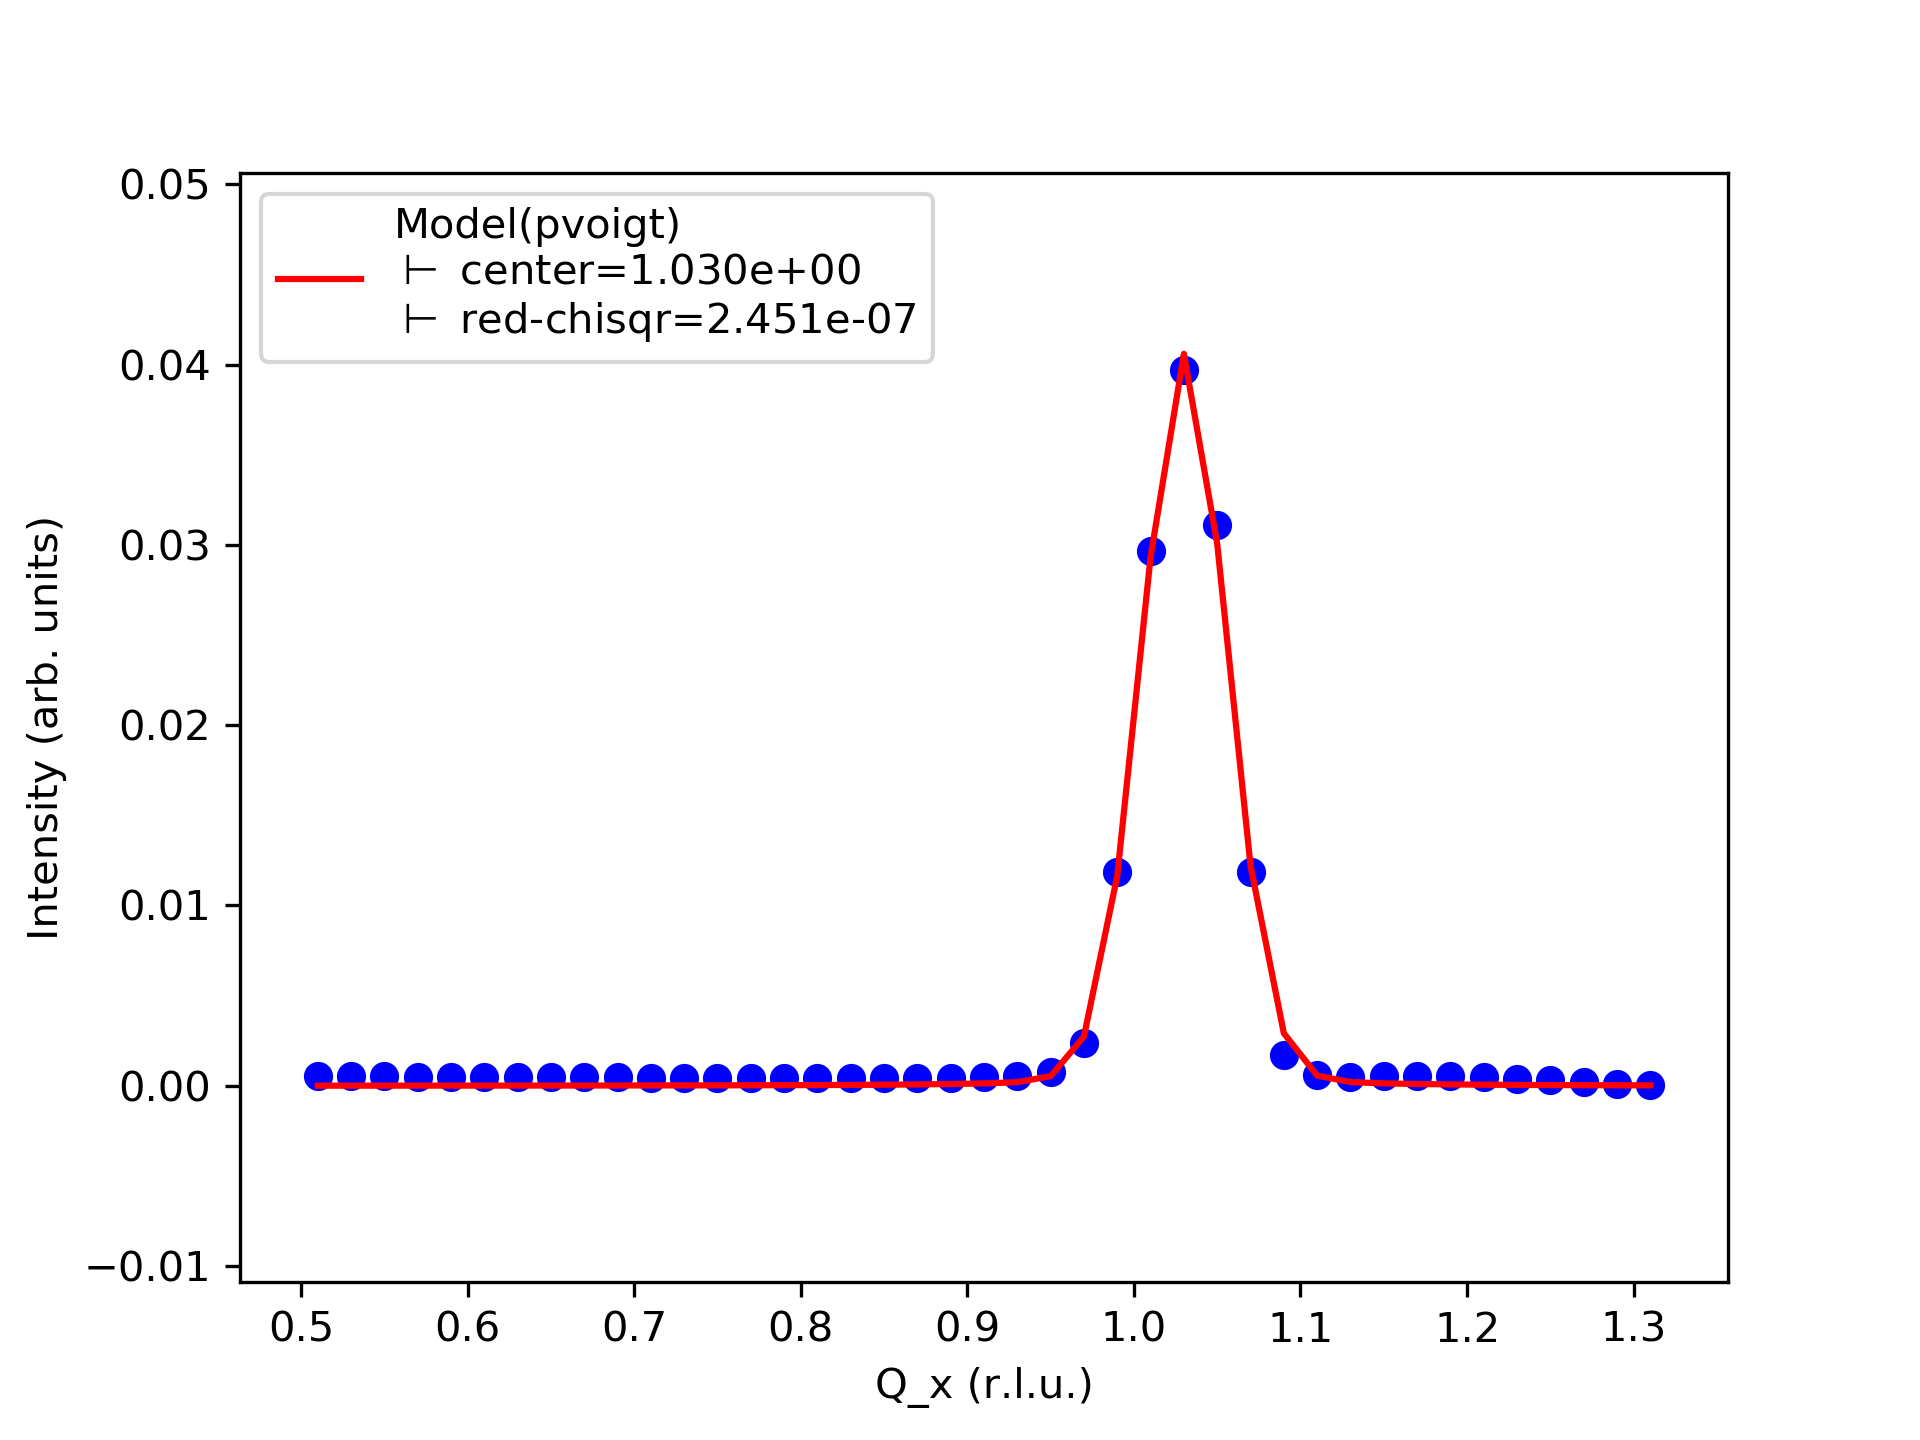 Model(pvoigt)
⊢ center=1.030e+00
⊢ red-chisqr=2.451e-07
0.05
0.04
0.03
0.02
0.01
0.00
−0.01
Intensity (arb. units)
0.5 0.6 0.7 0.8 0.9 1.0 1.1 1.2 1.3
Q_x (r.l.u.)